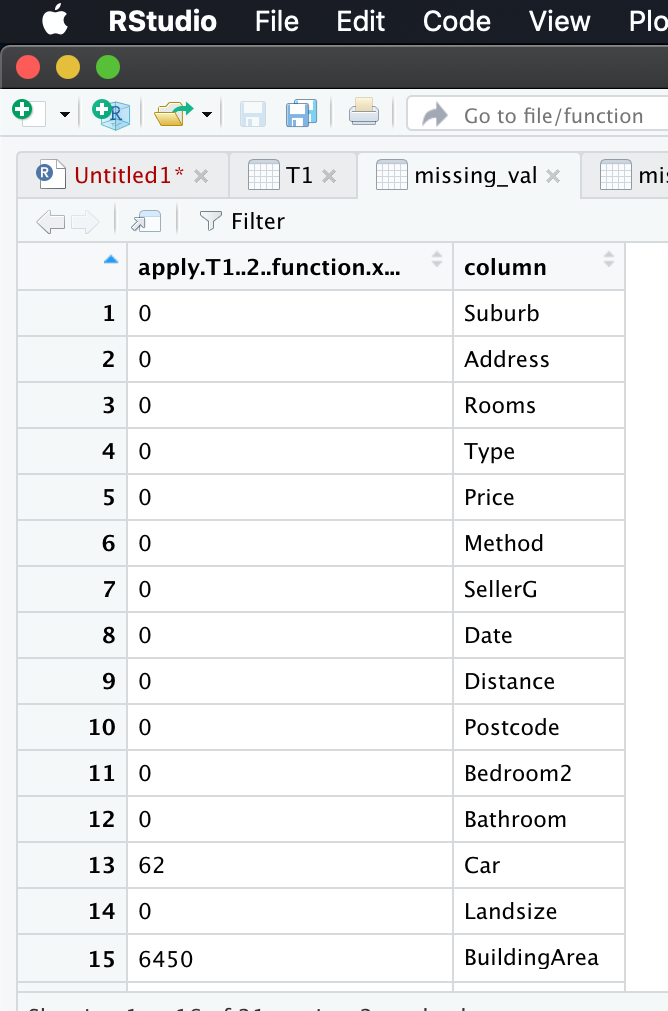 RStudio File Edit Code View Plo
Go to file/function
Untitled1* T1 missing_val mis
Filter
apply.T1..2..function.x... column
1 0 Suburb
2 0 Address
3 0 Rooms
4 0 Type
5 0 Price
6 0 Method
7 0 SellerG
8 0 Date
9 0 Distance
10 0 Postcode
11 0 Bedroom2
12 0 Bathroom
13 62 Car
14 0 Landsize
15 6450 BuildingArea